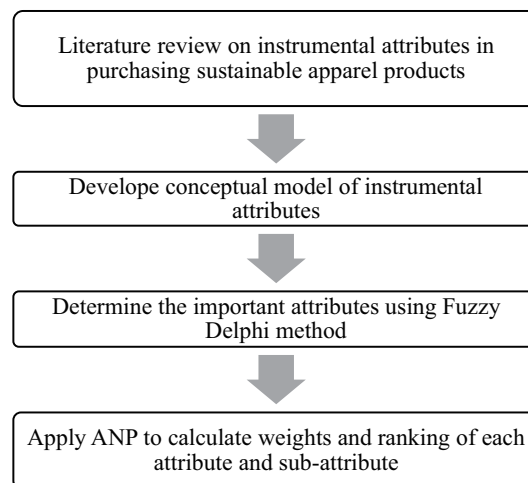 Literature review on instrumental attributes in
purchasing sustainable apparel products
Develope conceptual model of instrumental
attributes
Determine the important attributes using Fuzzy
Delphi method
Apply ANP to calculate weights and ranking of each
attribute and sub-attribute